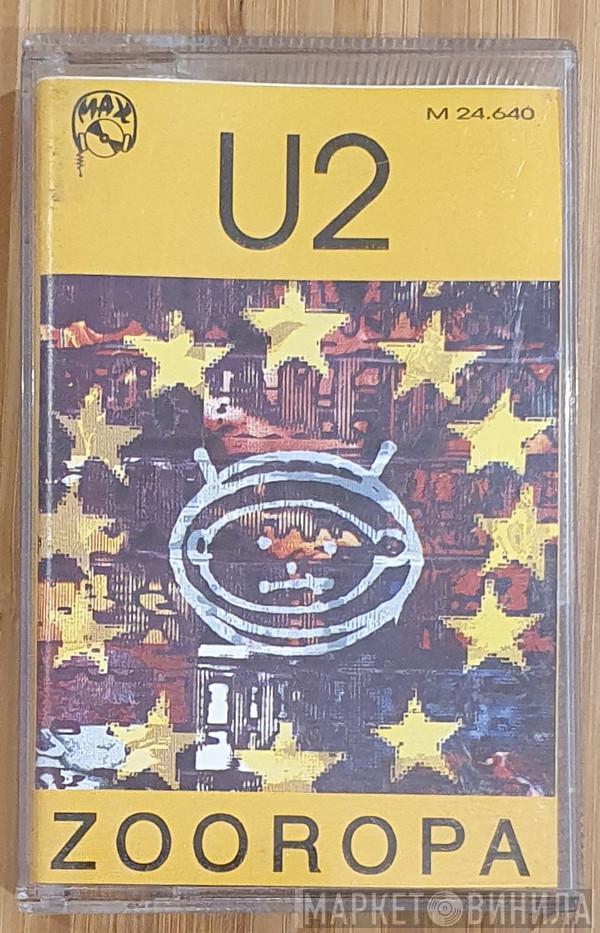 MAX
M 24.640
U2
ZOOROPA
МАРКЕТ ВИНИЛА